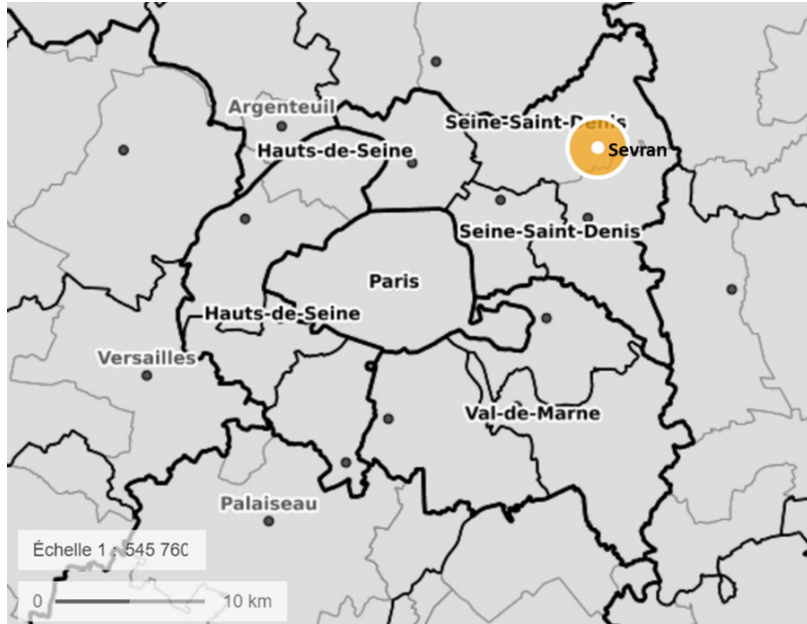 Argenteuil
Seine-Saint-Denis
Hauts-de-Seine
Sevran
Seine-Saint-Denis
Paris
Hauts-de-Seine
Versailles
Val-de-Marne
Palaiseau
Échelle 1 : 545 760
0 10 km